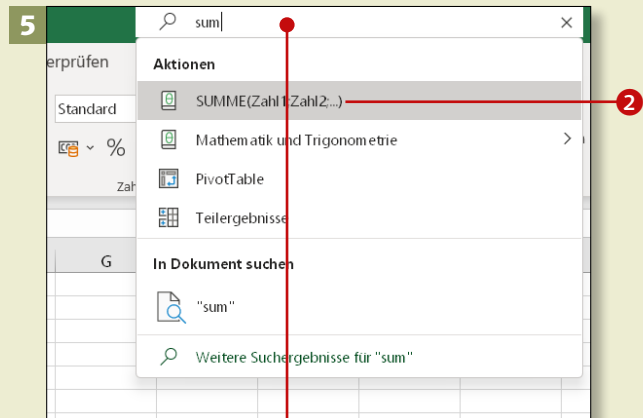 5
sum
erprüfen
Aktionen
Standard
SUMME(Zahl1;Zahl2;...)
2
%
Mathematik und Trigonometrie
Zah
PivotTable
Teilergebnisse
G
In Dokument suchen
"sum"
Weitere Suchergebnisse für "sum"